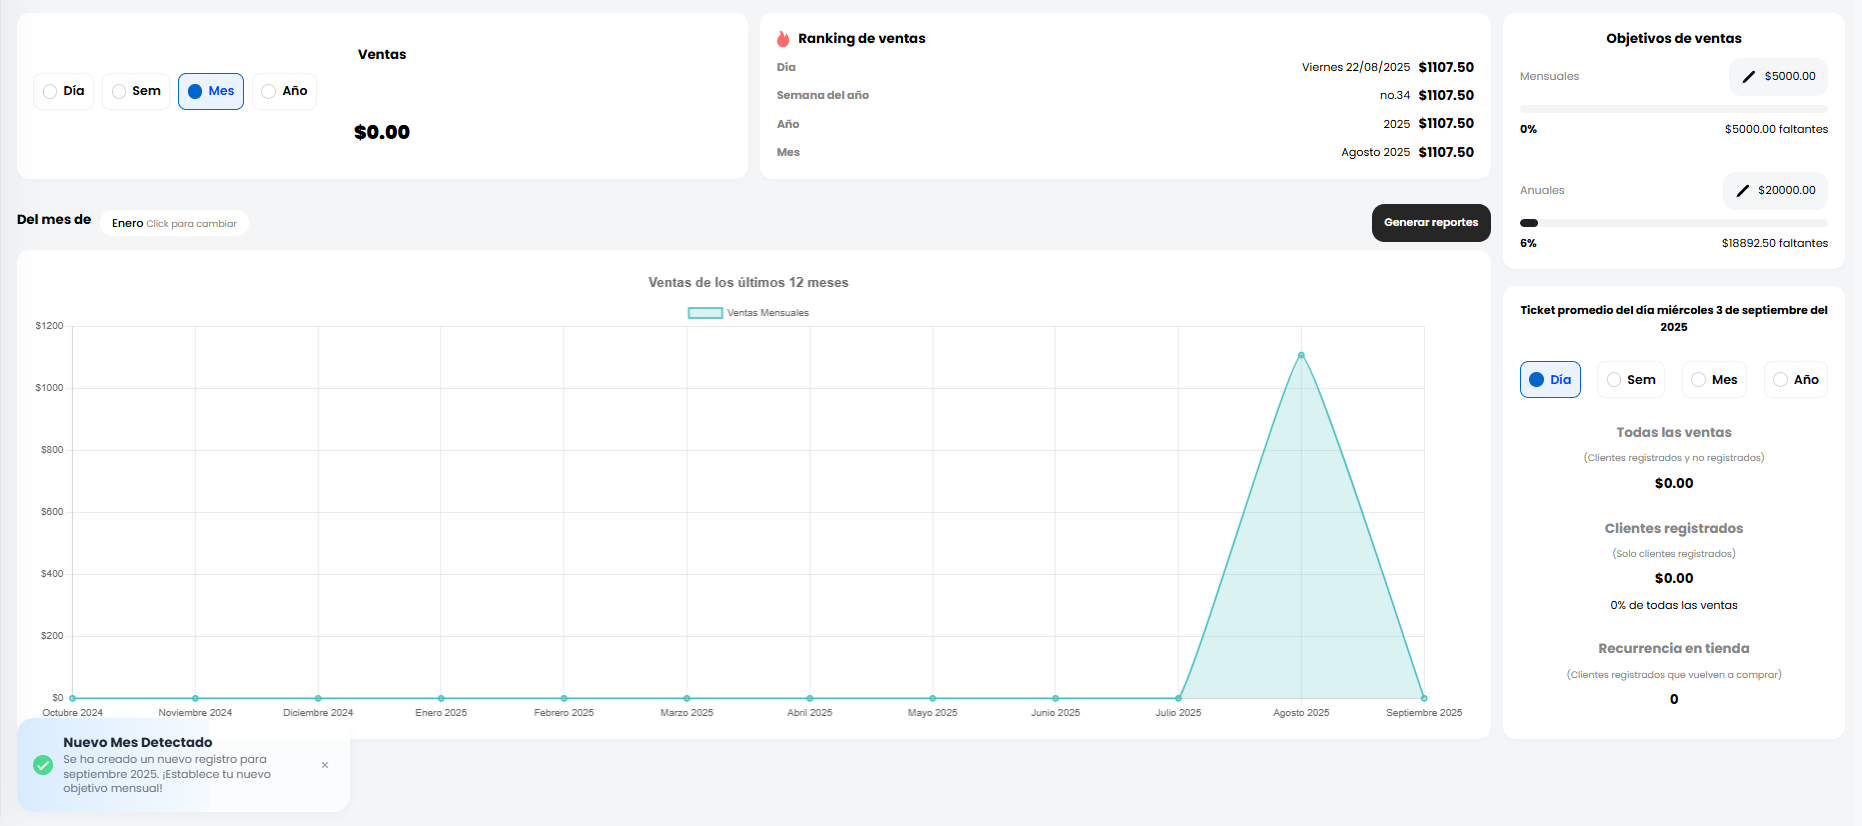 Ventas
Día
Sem
Mes
Año
$0.00
Ranking de ventas
Día Viernes 22/08/2025 $1107.50
Semana del año no.34 $1107.50
Año 2025 $1107.50
Mes Agosto 2025 $1107.50
Objetivos de ventas
Mensuales $5000.00
0% $5000.00 faltantes
Anuales $20000.00
6% $18892.50 faltantes
Del mes de Enero Click para cambiar
Generar reportes
Ventas de los últimos 12 meses
Ventas Mensuales
$1200
$1000
$800
$600
$400
$200
$0
Octubre 2024 Noviembre 2024 Diciembre 2024 Enero 2025 Febrero 2025 Marzo 2025 Abril 2025 Mayo 2025 Junio 2025 Julio 2025 Agosto 2025 Septiembre 2025
Ticket promedio del día miércoles 3 de septiembre del
2025
Día
Sem
Mes
Año
Todas las ventas
(Clientes registrados y no registrados)
$0.00
Clientes registrados
(Solo clientes registrados)
$0.00
0% de todas las ventas
Recurrencia en tienda
(Clientes registrados que vuelven a comprar)
0
Nuevo Mes Detectado
Se ha creado un nuevo registro para
septiembre 2025. ¡Establece tu nuevo
objetivo mensual!